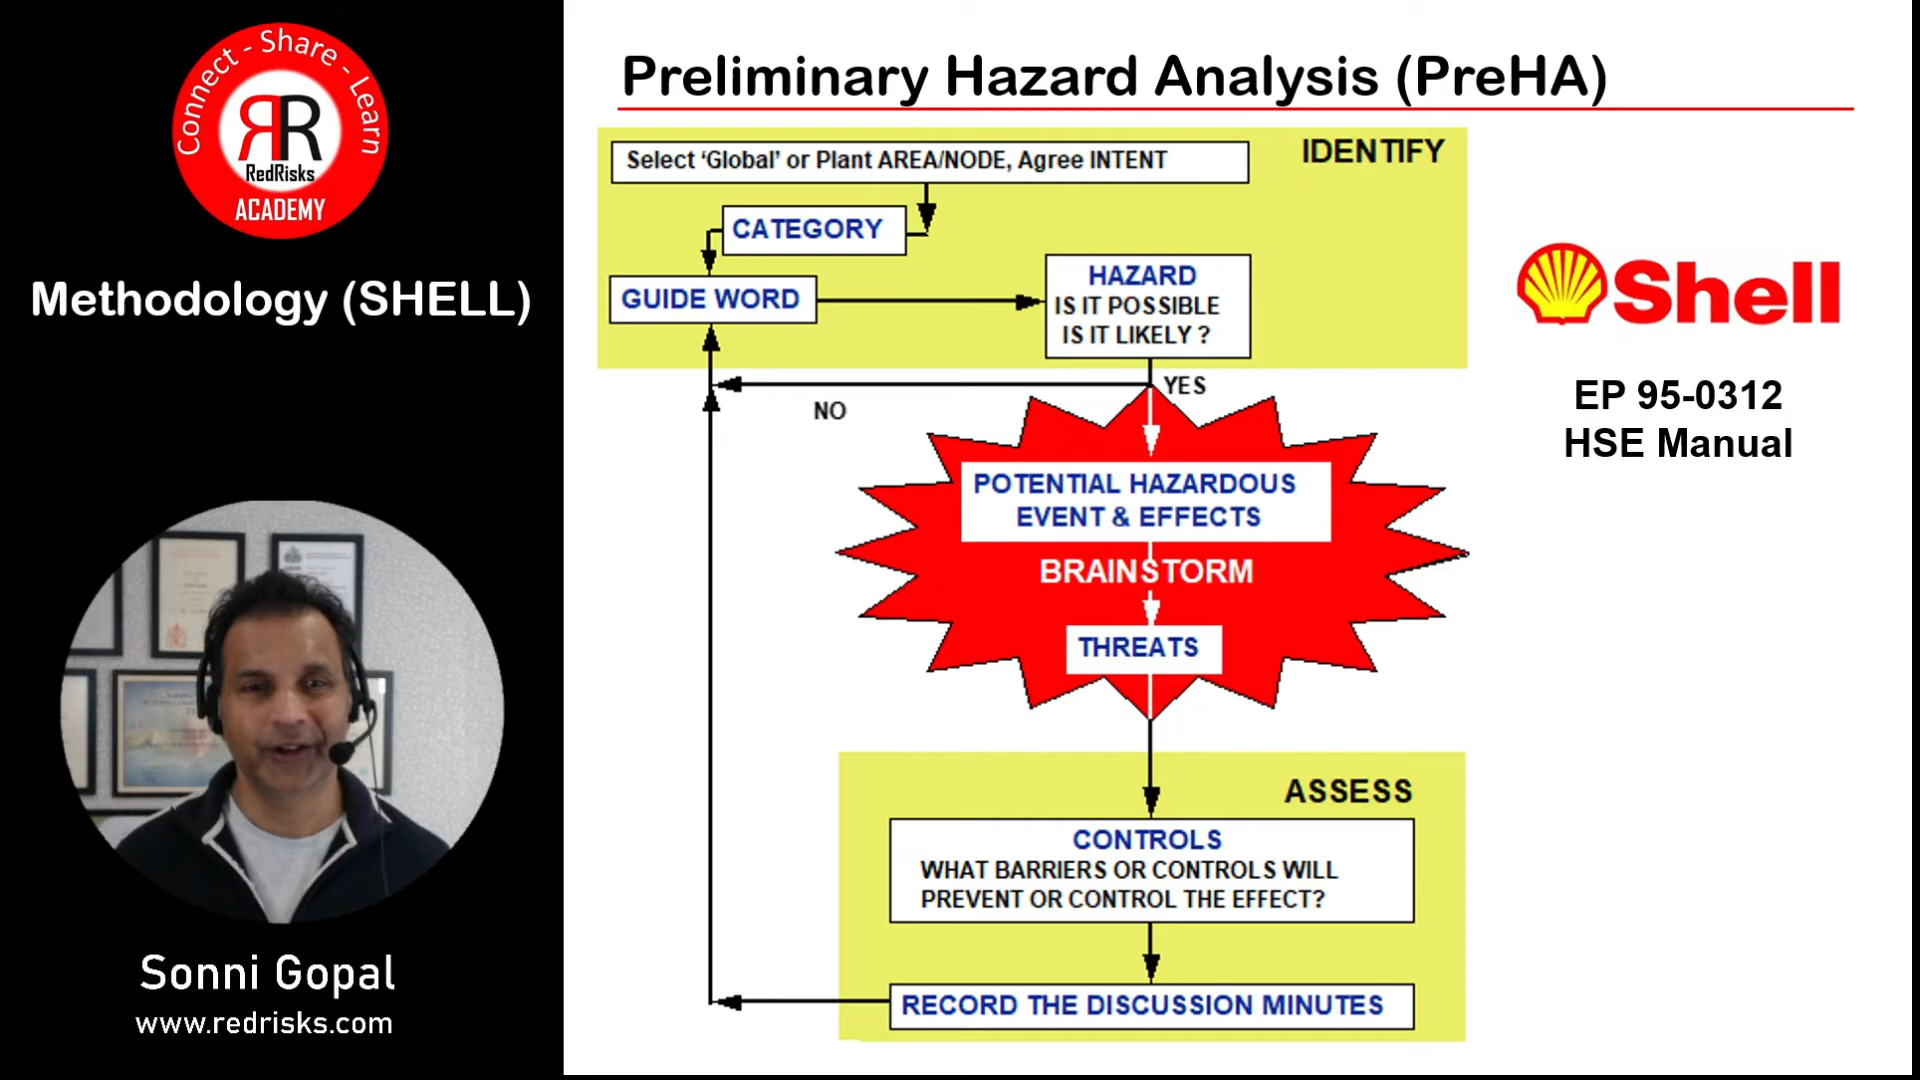 Connect - Share - Learn
RR
RedRisks
ACADEMY
Methodology (SHELL)
Sonni Gopal
www.redrisks.com
Preliminary Hazard Analysis (PreHA)
IDENTIFY
Select ‘Global’ or Plant AREA/NODE, Agree INTENT
CATEGORY
GUIDE WORD
HAZARD
IS IT POSSIBLE
IS IT LIKELY ?
YES
NO
POTENTIAL HAZARDOUS
EVENT & EFFECTS
BRAINSTORM
THREATS
ASSESS
CONTROLS
WHAT BARRIERS OR CONTROLS WILL
PREVENT OR CONTROL THE EFFECT?
RECORD THE DISCUSSION MINUTES
Shell
EP 95-0312
HSE Manual